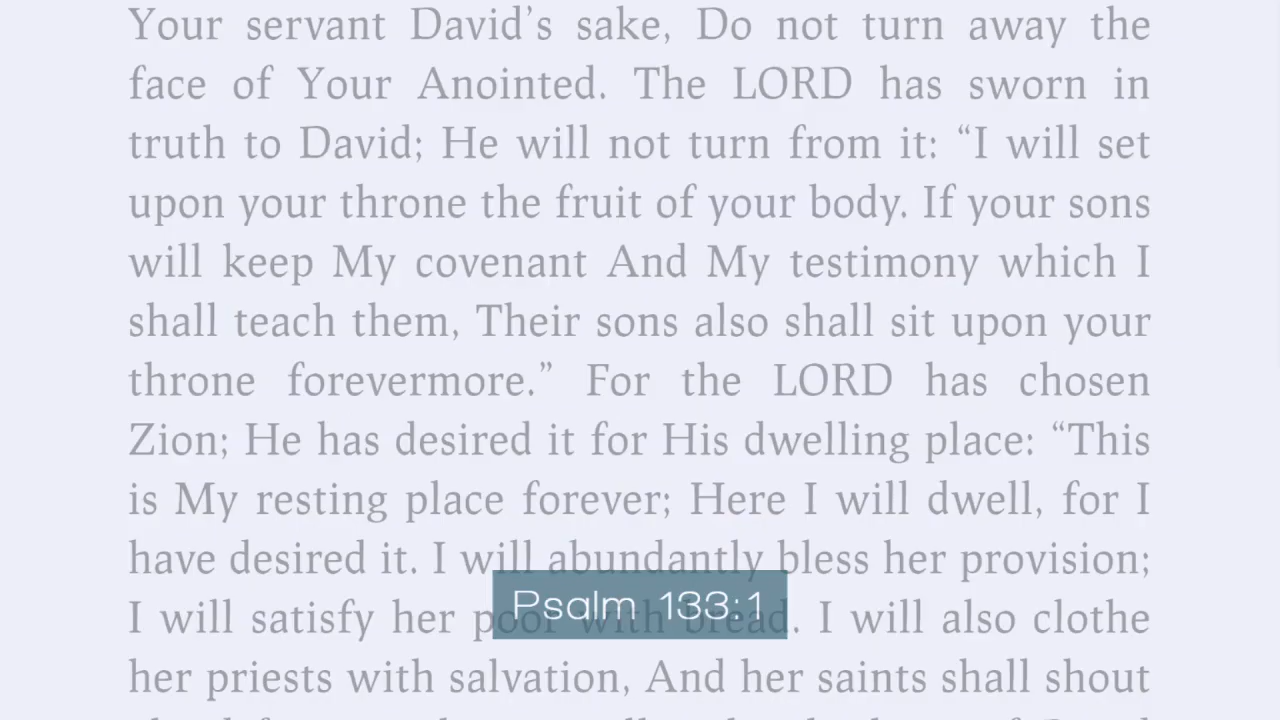 Your servant David’s sake, Do not turn away the
face of Your Anointed. The LORD has sworn in
truth to David; He will not turn from it: “I will set
upon your throne the fruit of your body. If your sons
will keep My covenant And My testimony which I
shall teach them, Their sons also shall sit upon your
throne forevermore.” For the LORD has chosen
Zion; He has desired it for His dwelling place: “This
is My resting place forever; Here I will dwell, for I
have desired it. I will abundantly bless her provision;
I will satisfy her poor with bread. I will also clothe
Psalm 133:1
her priests with salvation, And her saints shall shout